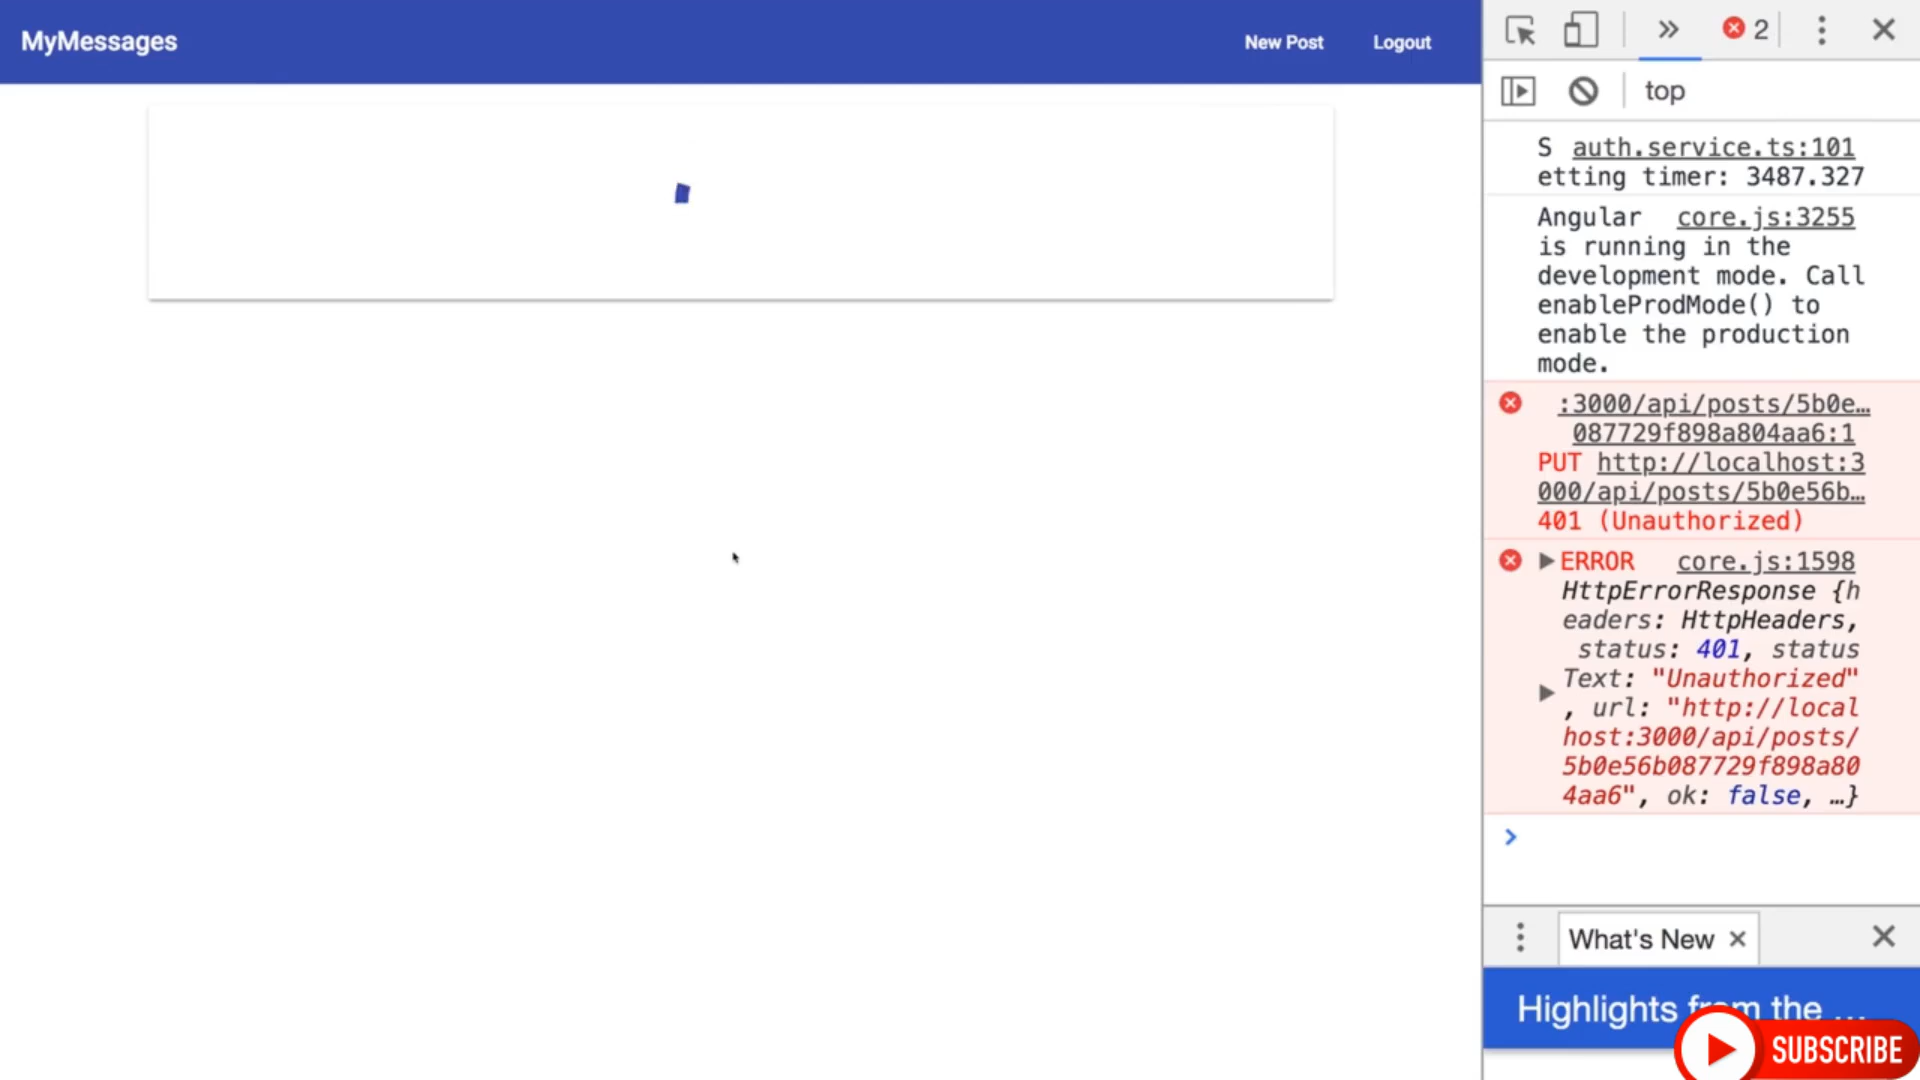 MyMessages
New Post
Logout
2
top
S auth.service.ts:101
etting timer: 3487.327
Angular core.js:3255
is running in the
development mode. Call
enableProdMode() to
enable the production
mode.
:3000/api/posts/5b0e…
087729f898a804aa6:1
PUT http://localhost:3
000/api/posts/5b0e56b…
401 (Unauthorized)
ERROR core.js:1598
HttpErrorResponse {h
eaders: HttpHeaders,
status: 401, status
Text: "Unauthorized"
, url: "http://local
host:3000/api/posts/
5b0e56b087729f898a80
4aa6", ok: false, …}
What's New
Highlights from the ...
SUBSCRIBE